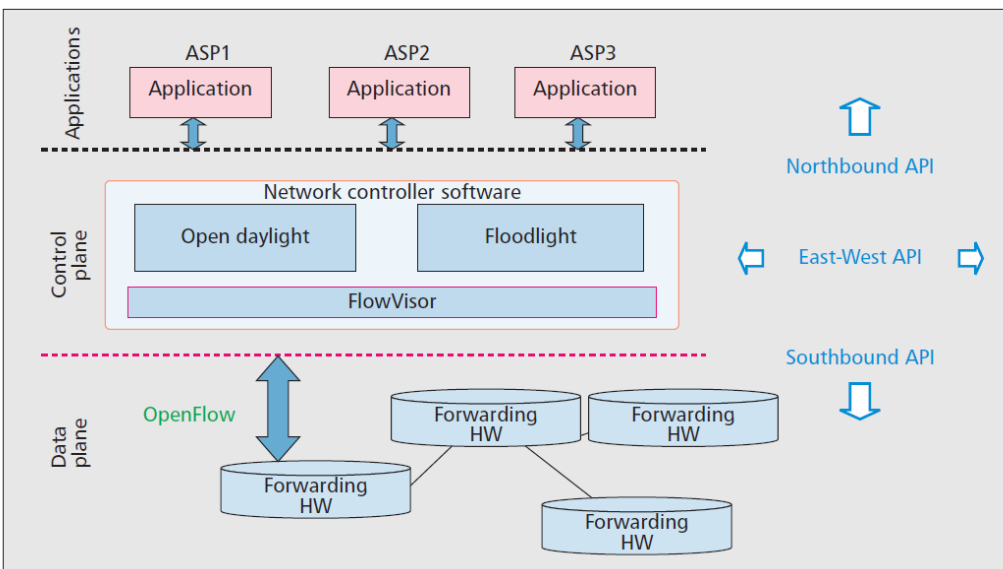 Applications
ASP1
ASP2
ASP3
Application
Application
Application
Northbound API
Control
plane
Network controller software
Open daylight
Floodlight
FlowVisor
East-West API
Southbound API
Data
plane
OpenFlow
Forwarding
HW
Forwarding
HW
Forwarding
HW
Forwarding
HW